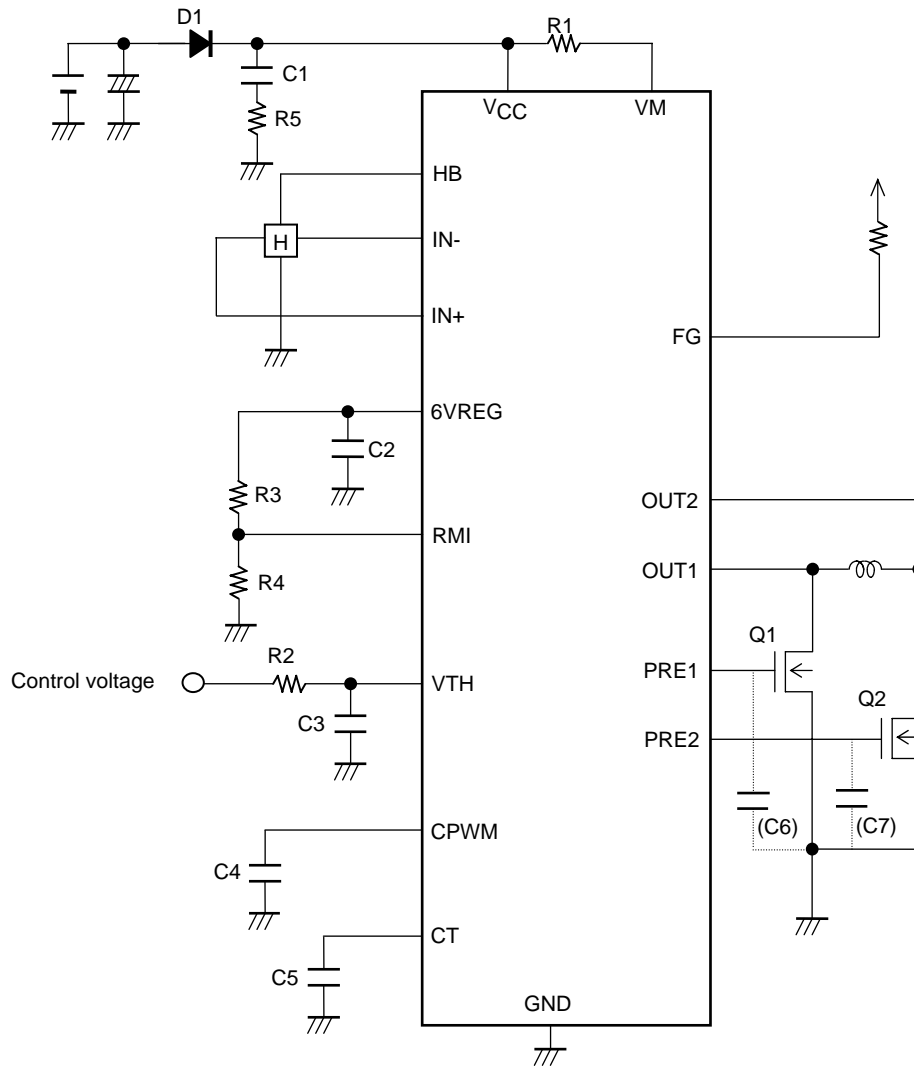 D1
R1
C1
R5
VCC
VM
HB
H
IN-
IN+
FG
6VREG
C2
R3
OUT2
RMI
R4
OUT1
Q1
R2
Control voltage
VTH
PRE1
Q2
C3
PRE2
(C6)
(C7)
CPWM
C4
CT
C5
GND